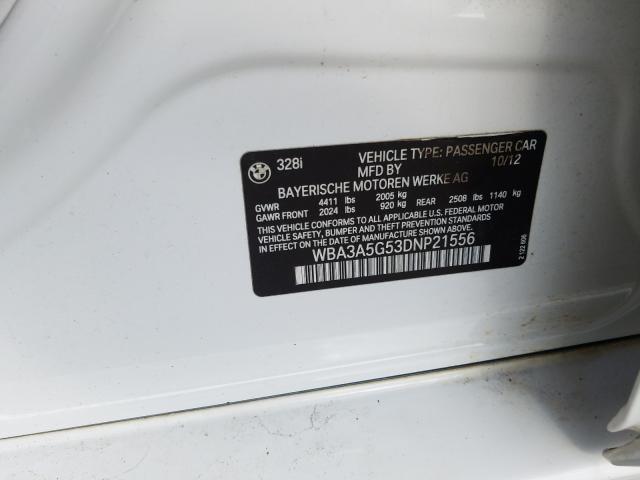 328i
VEHICLE TYPE: PASSENGER CAR
MFD BY 10/12
BAYERISCHE MOTOREN WERKE AG
GVWR 4411 lbs 2005 kg
GAWR FRONT 2024 lbs 920 kg REAR 2508 lbs 1140 kg
THIS VEHICLE CONFORMS TO ALL APPLICABLE U.S. FEDERAL MOTOR
VEHICLE SAFETY, BUMPER, AND THEFT PREVENTION STANDARDS
IN EFFECT ON THE DATE OF MANUFACTURE SHOWN ABOVE.
WBA3A5G53DNP21556